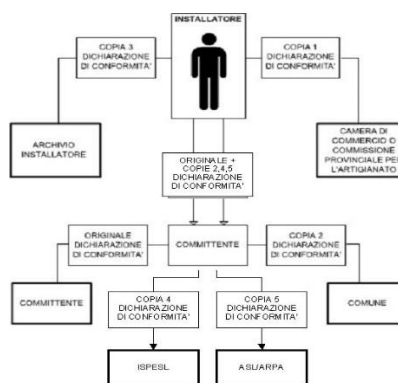 INSTALLATORE
COPIA 3
DICHIARAZIONE
DI CONFORMITA'
COPIA 1
DICHIARAZIONE
DI CONFORMITA'
ARCHIVIO
INSTALLATORE
CAMERA DI
COMMERCIO O
COMMISSIONE
PROVINCIALE PER
L'ARTIGIANATO
ORIGINALE +
COPIE 2,4,5
DICHIARAZIONE
DI CONFORMITA'
ORIGINALE
DICHIARAZIONE
DI CONFORMITA'
COMMITTENTE
COPIA 2
DICHIARAZIONE
DI CONFORMITA'
COMMITTENTE
COMUNE
COPIA 4
DICHIARAZIONE
DI CONFORMITA'
COPIA 5
DICHIARAZIONE
DI CONFORMITA'
ISPESL
ASL/ARPA